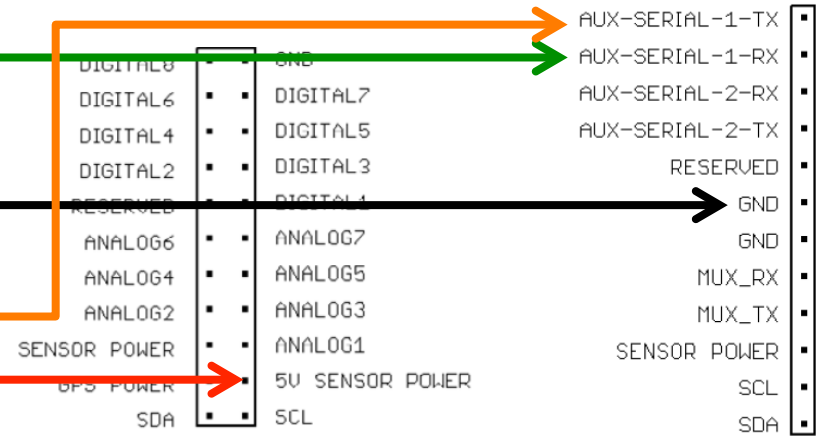 AUX-SERIAL-1-TX
DIGITAL8 GND AUX-SERIAL-1-RX
DIGITAL6 DIGITAL7 AUX-SERIAL-2-RX
DIGITAL4 DIGITAL5 AUX-SERIAL-2-TX
DIGITAL2 DIGITAL3 RESERVED
RESERVED DIGITAL1 GND
ANALOG6 ANALOG7 GND
ANALOG4 ANALOG5 MUX_RX
ANALOG2 ANALOG3 MUX_TX
SENSOR POWER ANALOG1 SENSOR POWER
GPS POWER 5V SENSOR POWER SCL
SDA SCL SDA